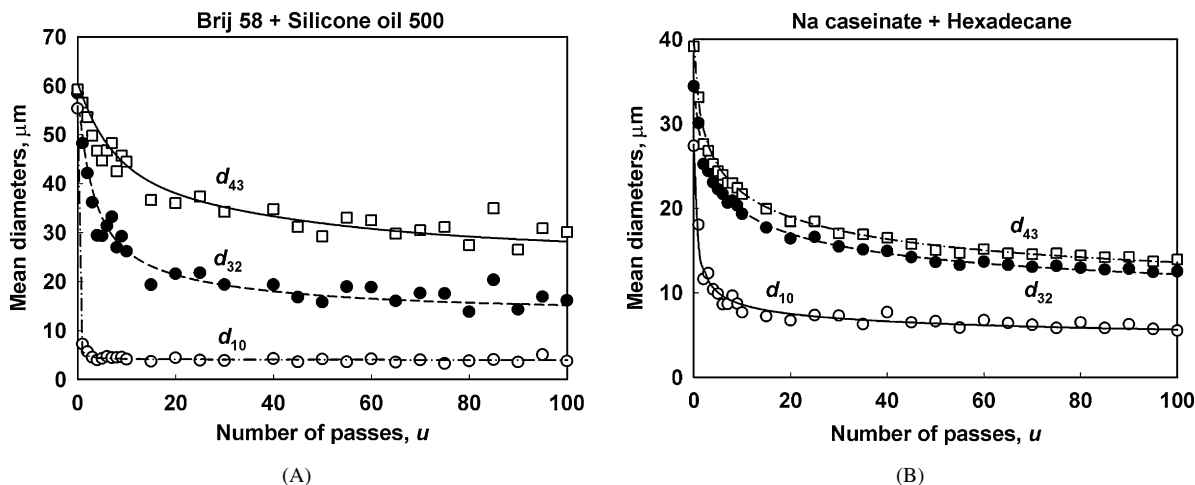 Brij 58 + Silicone oil 500
70
60
50
40
30
20
10
0
Mean diameters, μm
d43
d32
d10
0 20 40 60 80 100
Number of passes, u
(A)
Na caseinate + Hexadecane
40
30
20
10
0
Mean diameters, μm
d43
d32
d10
0 20 40 60 80 100
Number of passes, u
(B)